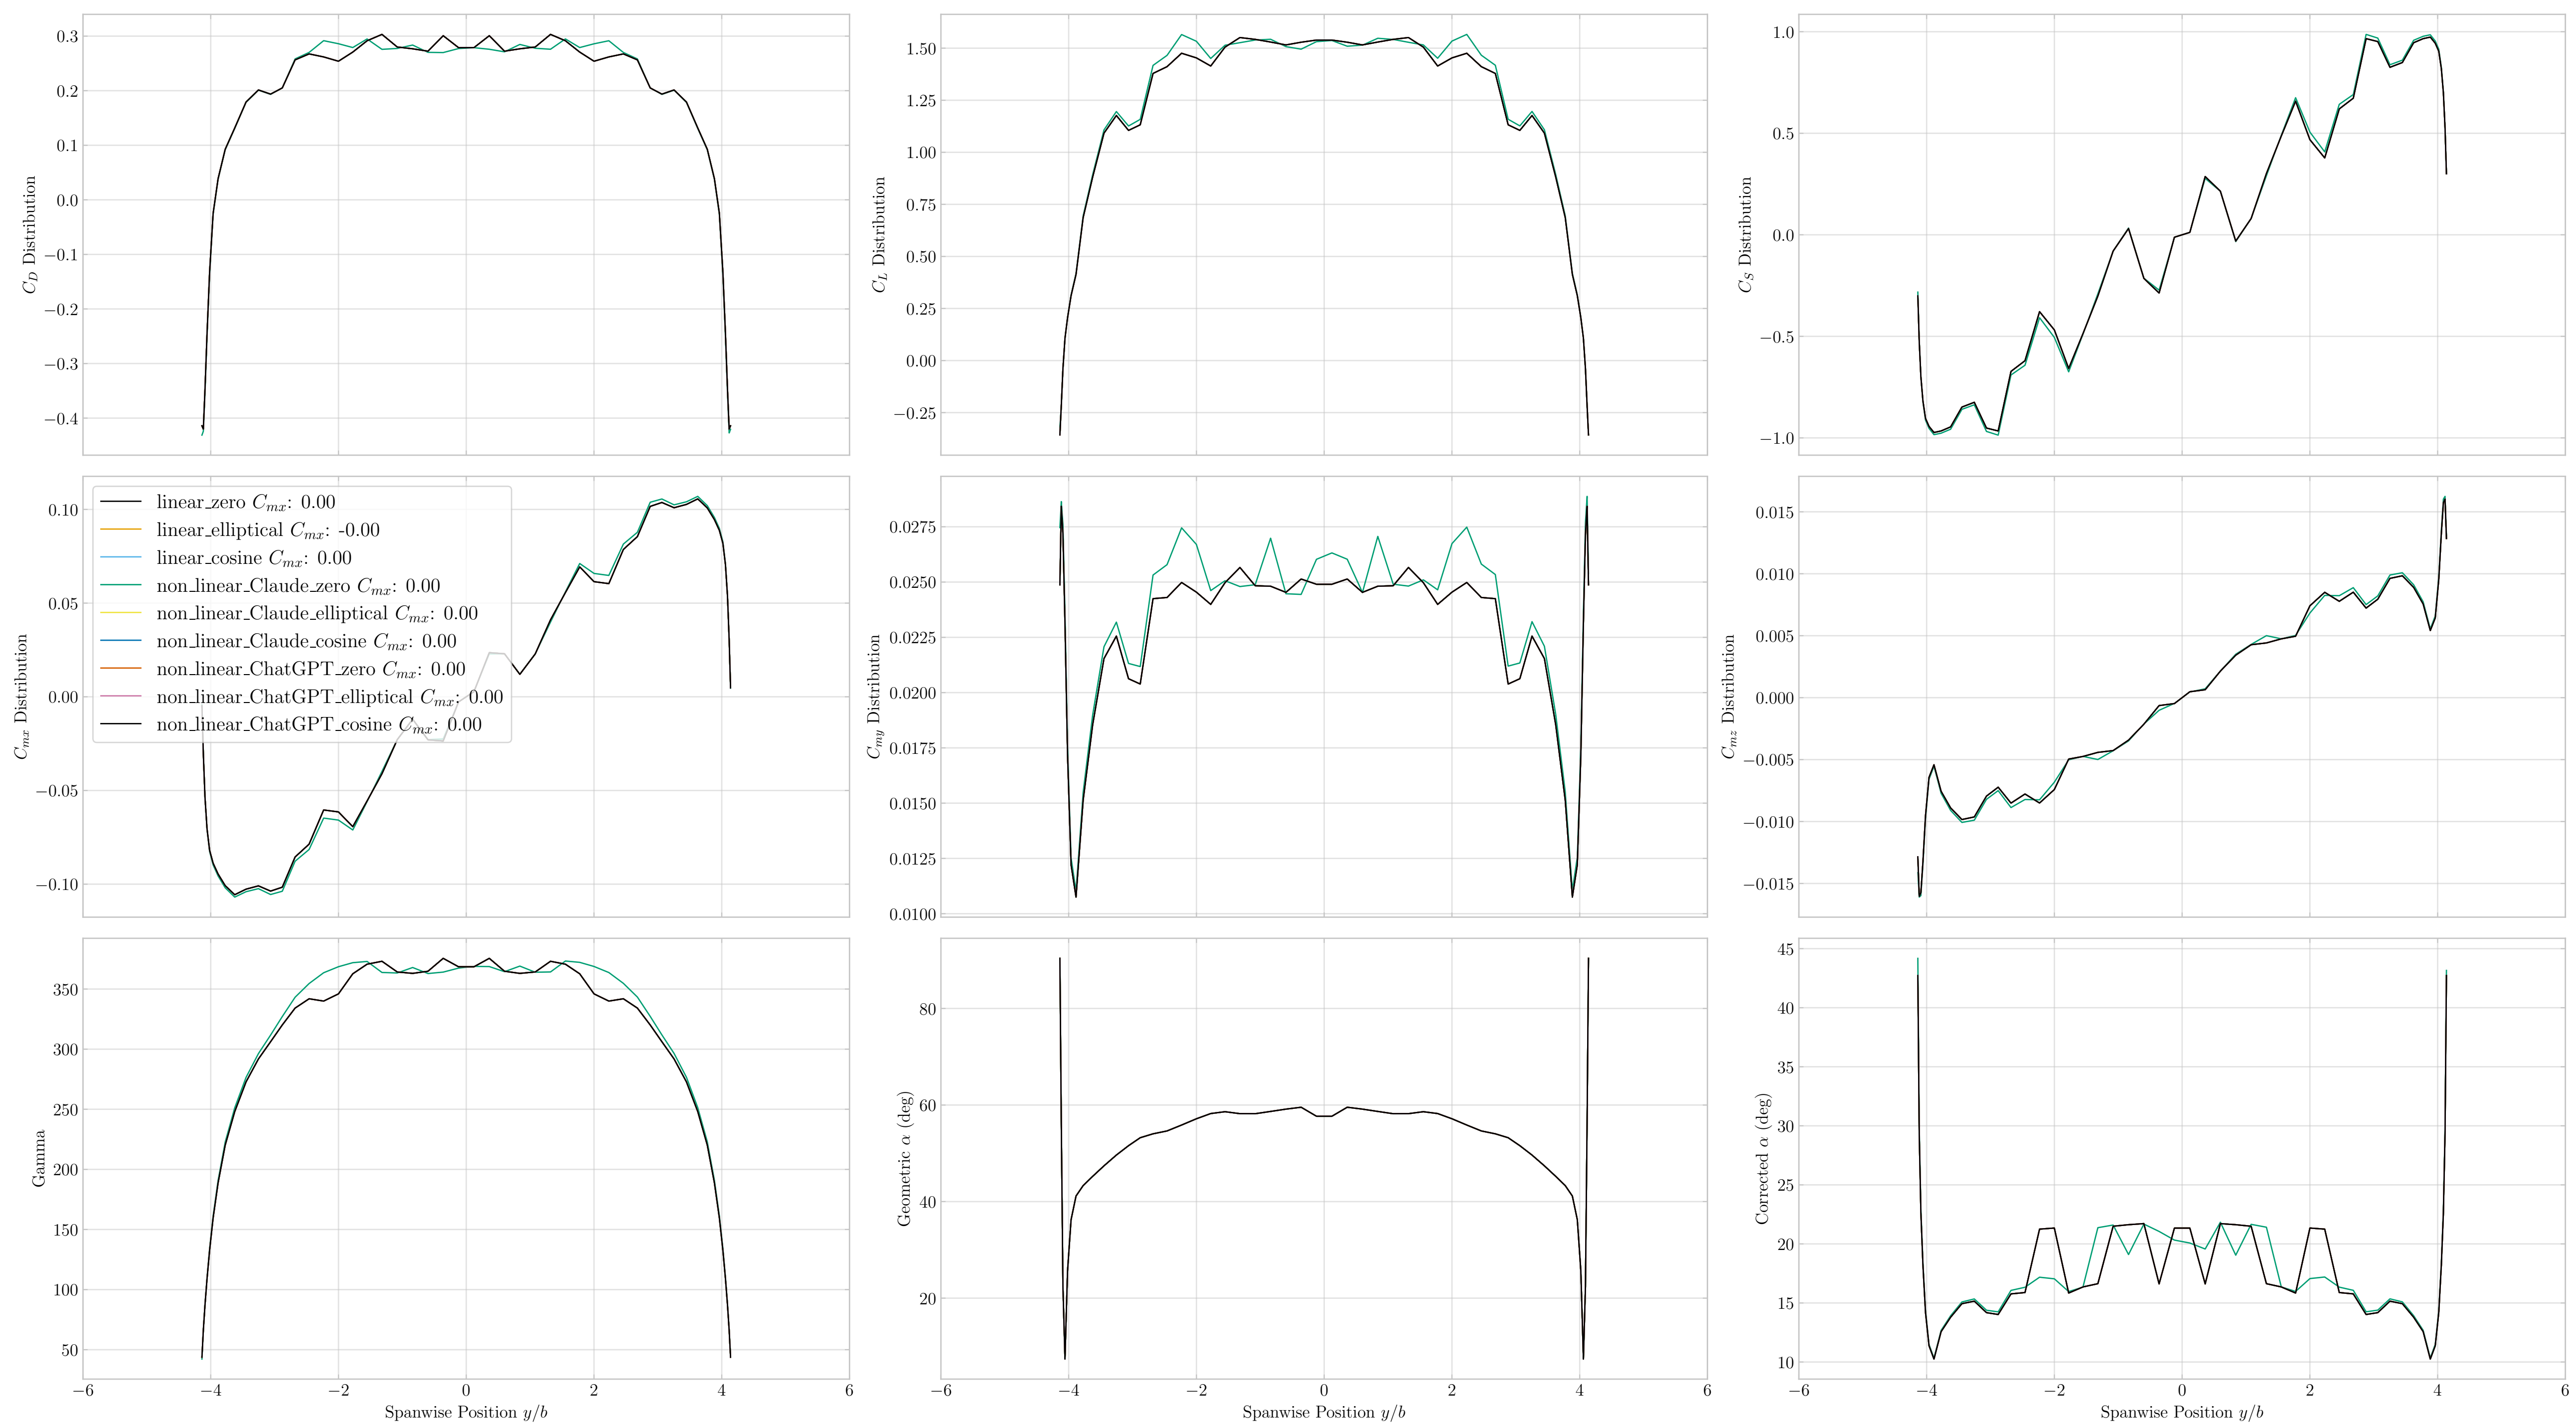 0.3
0.2
0.1
0.0
−0.1
−0.2
−0.3
−0.4
C_D Distribution
1.50
1.25
1.00
0.75
0.50
0.25
0.00
−0.25
C_L Distribution
1.0
0.5
0.0
−0.5
−1.0
C_S Distribution
0.10
0.05
0.00
−0.05
−0.10
C_mx Distribution
linear_zero C_mx: 0.00
linear_elliptical C_mx: -0.00
linear_cosine C_mx: 0.00
non_linear_Claude_zero C_mx: 0.00
non_linear_Claude_elliptical C_mx: 0.00
non_linear_Claude_cosine C_mx: 0.00
non_linear_ChatGPT_zero C_mx: 0.00
non_linear_ChatGPT_elliptical C_mx: 0.00
non_linear_ChatGPT_cosine C_mx: 0.00
0.0275
0.0250
0.0225
0.0200
0.0175
0.0150
0.0125
0.0100
C_my Distribution
0.015
0.010
0.005
0.000
−0.005
−0.010
−0.015
C_mz Distribution
350
300
250
200
150
100
50
Gamma
−6 −4 −2 0 2 4 6
Spanwise Position y/b
80
60
40
20
Geometric α (deg)
−6 −4 −2 0 2 4 6
Spanwise Position y/b
45
40
35
30
25
20
15
10
Corrected α (deg)
−6 −4 −2 0 2 4 6
Spanwise Position y/b